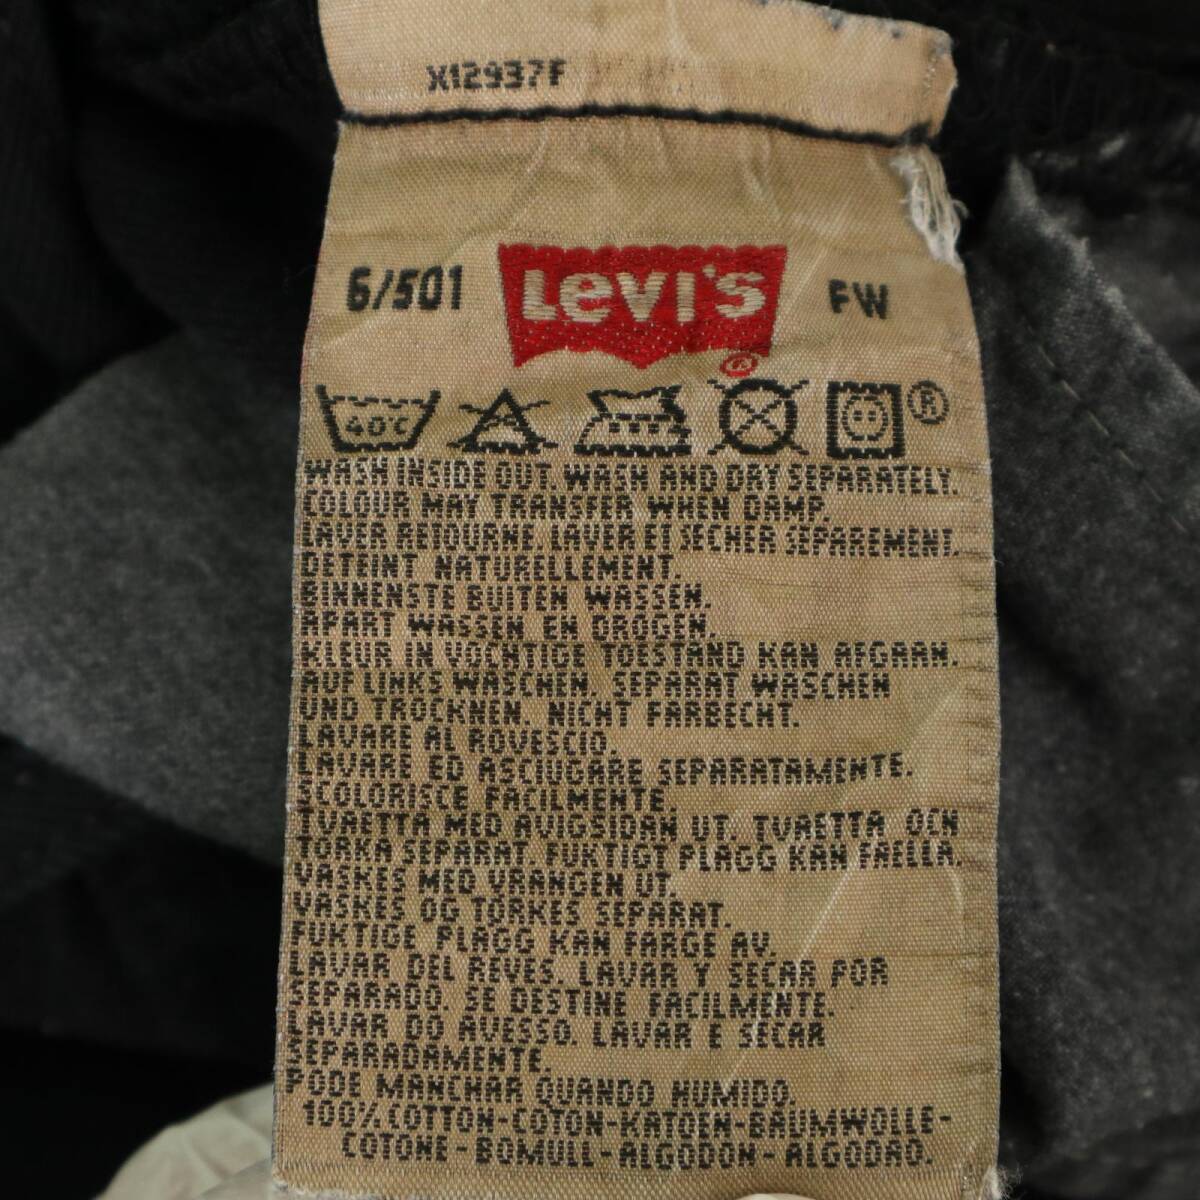 X12937F
6/501 Levi's ® FW
40°C ®
WASH INSIDE OUT. WASH AND DRY SEPARATELY.
COLOUR MAY TRANSFER WHEN DAMP.
LAVER RETOURNE. LAVER ET SECHER SEPAREMENT.
DETEINT NATURELLEMENT.
BINNENSTE BUITEN WASSEN.
APART WASSEN EN DROGEN.
KLEUR IN VOCHTIGE TOESTAND KAN AFGAAN.
AUF LINKS WASCHEN. SEPARAT WASCHEN
UND TROCKNEN. NICHT FARBECHT.
LAVARE AL ROVESCIO.
LAVARE ED ASCIUGARE SEPARATAMENTE.
SCOLORISCE FACILMENTE.
TVAETTA MED AVIGSIDAN UT. TVAETTA OCH
TORKA SEPARAT. FUKTIGT PLAGG KAN FAELLA.
VASKES MED VRANGEN UT.
VASKES OG TORKES SEPARAT.
FUKTIGE PLAGG KAN FARGE AV.
LAVAR DEL REVES. LAVAR Y SECAR POR
SEPARADO. SE DESTINE FACILMENTE.
LAVAR DO AVESSO. LAVAR E SECAR
SEPARADAMENTE.
PODE MANCHAR QUANDO HUMIDO.
100% COTTON-COTON-KATOEN-BAUMWOLLE-
COTONE-BOMULL-ALGODON-ALGODAO.